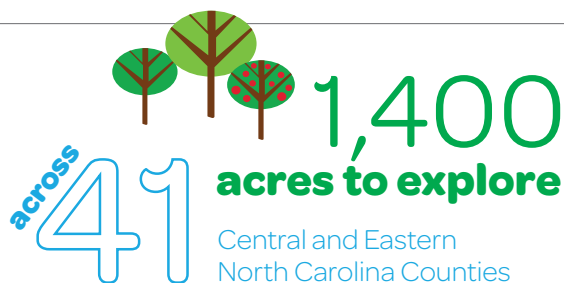 1,400
acres to explore
across
41
Central and Eastern
North Carolina Counties